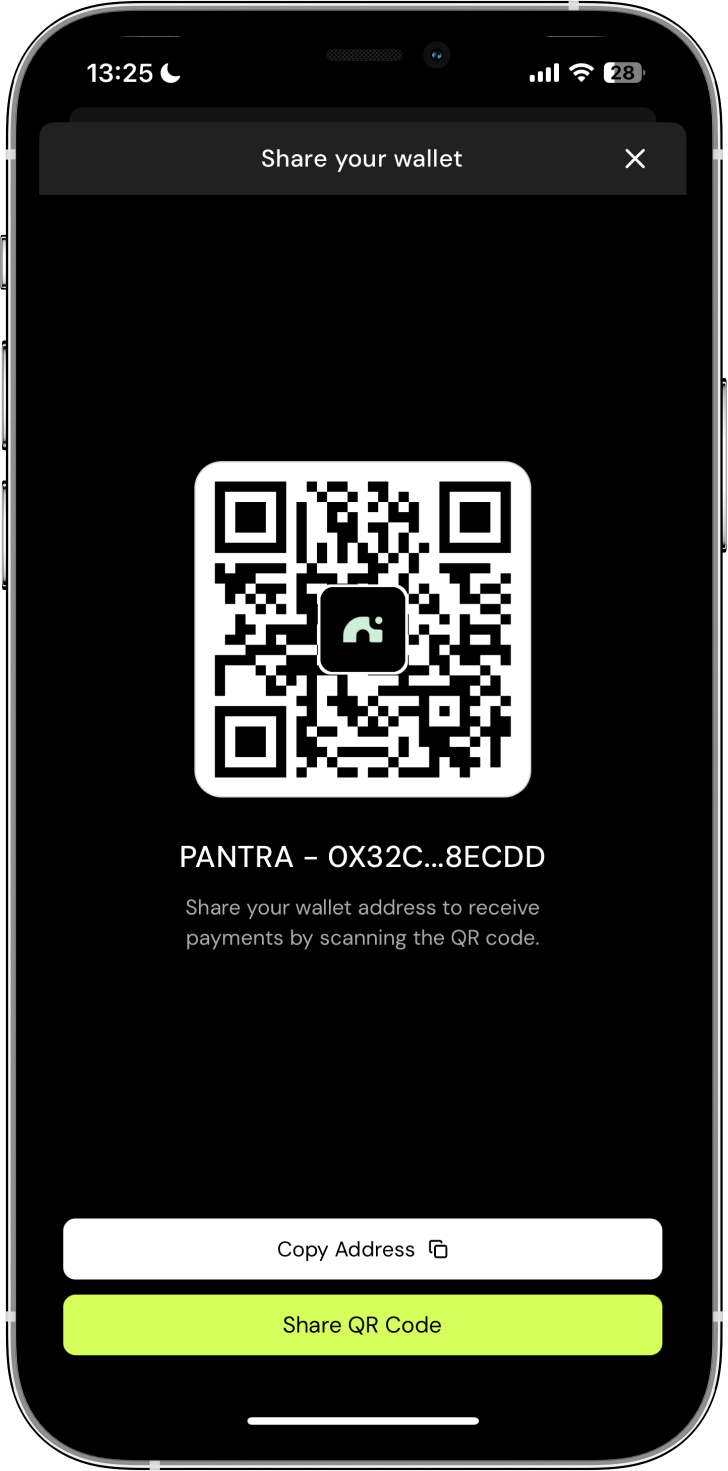 13:25
28
Share your wallet
PANTRA - 0X32C...8ECDD
Share your wallet address to receive
payments by scanning the QR code.
Copy Address
Share QR Code